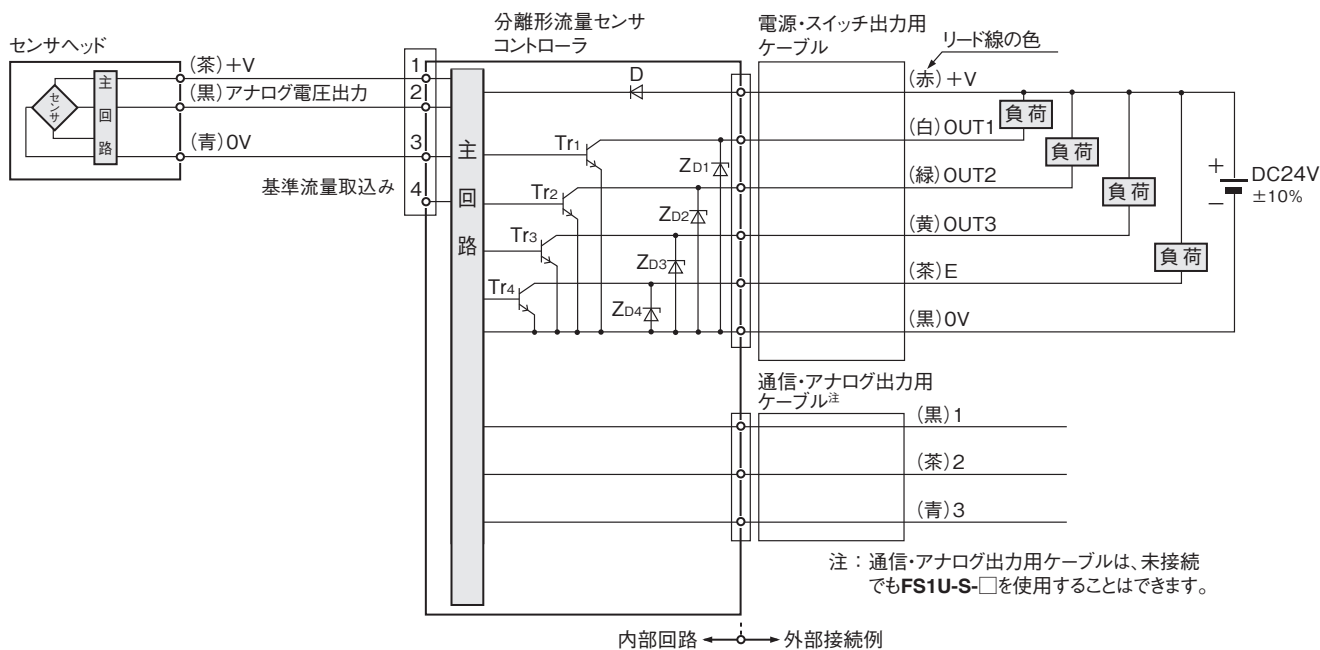 センサヘッド
センサ
主回路
(茶)+V
(黒)アナログ電圧出力
(青)0V
基準流量取込み
1
2
3
4
分離形流量センサ
コントローラ
主回路
D
Tr1
Tr2
Tr3
Tr4
ZD1
ZD2
ZD3
ZD4
電源・スイッチ出力用
ケーブル
リード線の色
(赤)+V
(白)OUT1
(緑)OUT2
(黄)OUT3
(茶)E
(黒)0V
負荷
負荷
負荷
負荷
+
−
DC24V
±10%
通信・アナログ出力用
ケーブル注
(黒)1
(茶)2
(青)3
注:通信・アナログ出力用ケーブルは、未接続
でもFS1U-S-□を使用することはできます。
内部回路
外部接続例